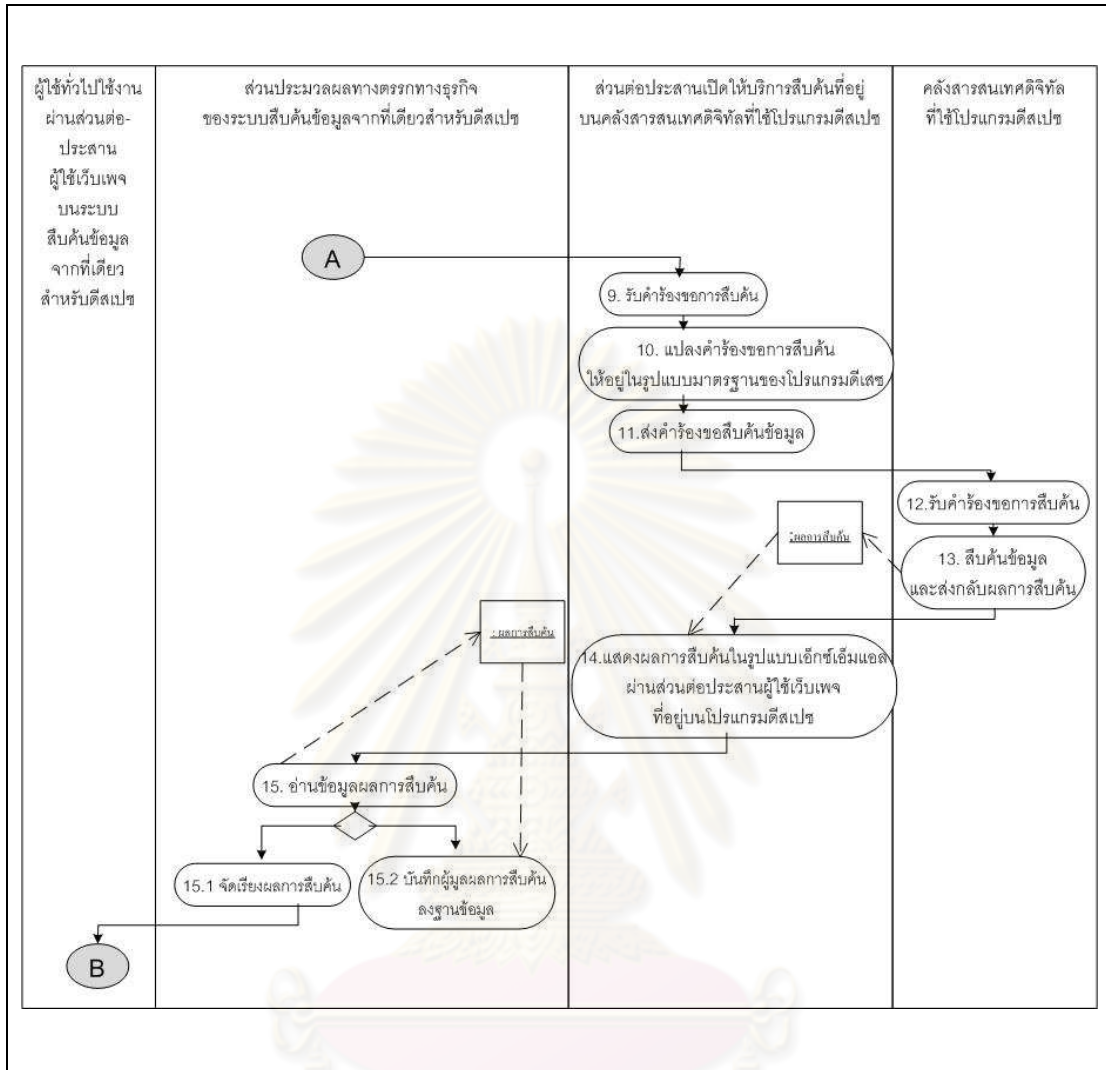 ผู้ใช้ทั่วไปใช้งาน
ผ่านส่วนต่อ-
ประสาน
ผู้ใช้เว็บเพจ
บนระบบ
สืบค้นข้อมูล
จากที่เดียว
สำหรับดีสเปซ
ส่วนประมวลผลทางตรรกทางธุรกิจ
ของระบบสืบค้นข้อมูลจากที่เดียวสำหรับดีสเปซ
ส่วนต่อประสานเปิดให้บริการสืบค้นที่อยู่
บนคลังสารสนเทศดิจิทัลที่ใช้โปรแกรมดีสเปซ
คลังสารสนเทศดิจิทัล
ที่ใช้โปรแกรมดีสเปซ
A
9. รับคำร้องขอการสืบค้น
10. แปลงคำร้องขอการสืบค้น
ให้อยู่ในรูปแบบมาตรฐานของโปรแกรมดีเสซ
11.ส่งคำร้องขอสืบค้นข้อมูล
12.รับคำร้องขอการสืบค้น
:ผลการสืบค้น
13. สืบค้นข้อมูล
และส่งกลับผลการสืบค้น
: ผลการสืบค้น
14.แสดงผลการสืบค้นในรูปแบบเอ็กซ์เอ็มแอล
ผ่านส่วนต่อประสานผู้ใช้เว็บเพจ
ที่อยู่บนโปรแกรมดีสเปซ
15. อ่านข้อมูลผลการสืบค้น
15.1 จัดเรียงผลการสืบค้น
15.2 บันทึกผู้มูลผลการสืบค้น
ลงฐานข้อมูล
B